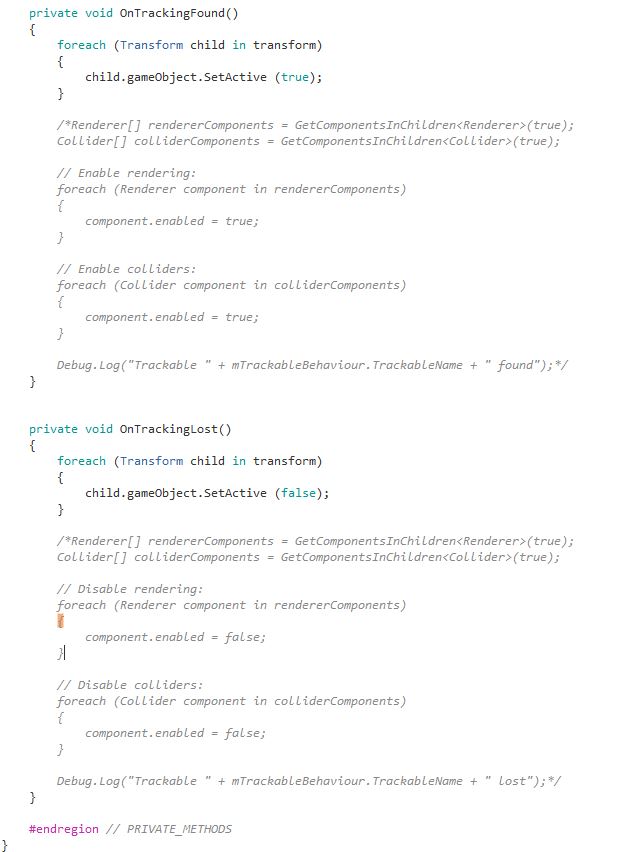 private void OnTrackingFound()
{
foreach (Transform child in transform)
{
child.gameObject.SetActive (true);
}
/*Renderer[] rendererComponents = GetComponentsInChildren<Renderer>(true);
Collider[] colliderComponents = GetComponentsInChildren<Collider>(true);
// Enable rendering:
foreach (Renderer component in rendererComponents)
{
component.enabled = true;
}
// Enable colliders:
foreach (Collider component in colliderComponents)
{
component.enabled = true;
}
Debug.Log("Trackable " + mTrackableBehaviour.TrackableName + " found");*/
}
private void OnTrackingLost()
{
foreach (Transform child in transform)
{
child.gameObject.SetActive (false);
}
/*Renderer[] rendererComponents = GetComponentsInChildren<Renderer>(true);
Collider[] colliderComponents = GetComponentsInChildren<Collider>(true);
// Disable rendering:
foreach (Renderer component in rendererComponents)
{
component.enabled = false;
}
// Disable colliders:
foreach (Collider component in colliderComponents)
{
component.enabled = false;
}
Debug.Log("Trackable " + mTrackableBehaviour.TrackableName + " lost");*/
}
#endregion // PRIVATE_METHODS
}